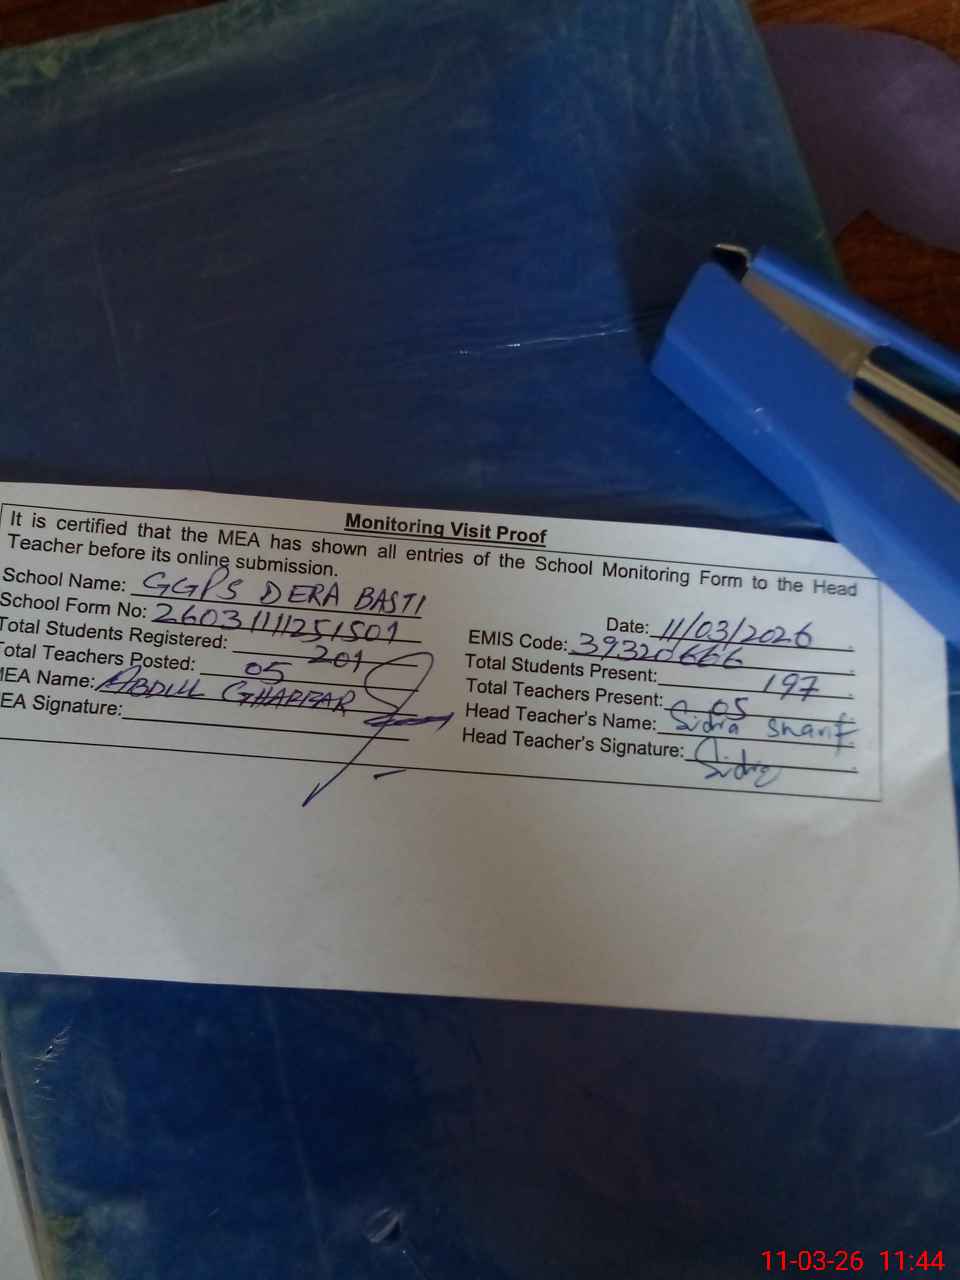 Monitoring Visit Proof
It is certified that the MEA has shown all entries of the School Monitoring Form to the Head
Teacher before its online submission.
School Name: GGPS DERA BASTI
Date: 11/03/2026
School Form No: 26031111251501
EMIS Code: 39320666
Total Students Registered: 201
Total Students Present: 197
Total Teachers Posted: 05
Total Teachers Present: 05
MEA Name: ABDUL GHAFFAR
Head Teacher's Name: Sidra Sharif
MEA Signature:
Head Teacher's Signature: Sidra
11-03-26 11:44